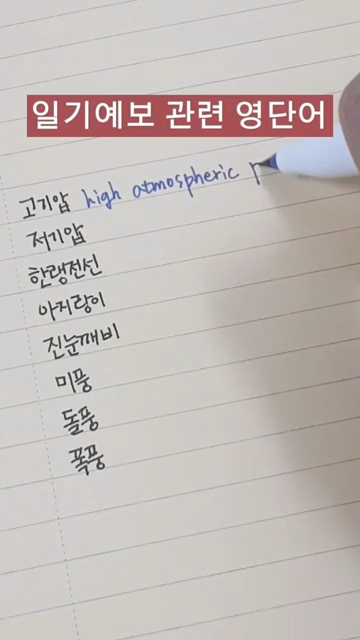 일기예보 관련 영단어
고기압 high atmospheric p
저기압
한랭전선
아지랑이
진눈깨비
미풍
돌풍
폭풍